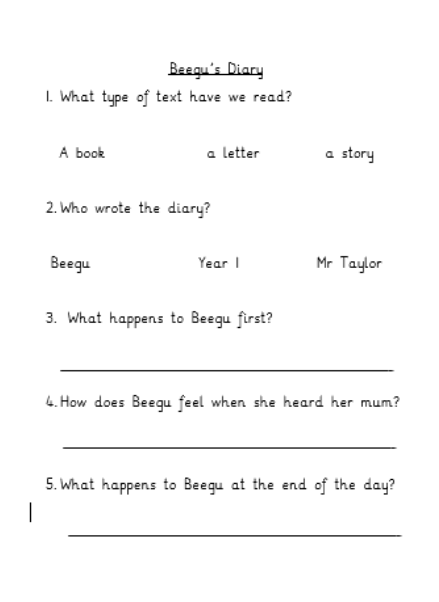 Beegu's Diary
1. What type of text have we read?
A book a letter a story
2. Who wrote the diary?
Beegu Year 1 Mr Taylor
3. What happens to Beegu first?
4. How does Beegu feel when she heard her mum?
5. What happens to Beegu at the end of the day?